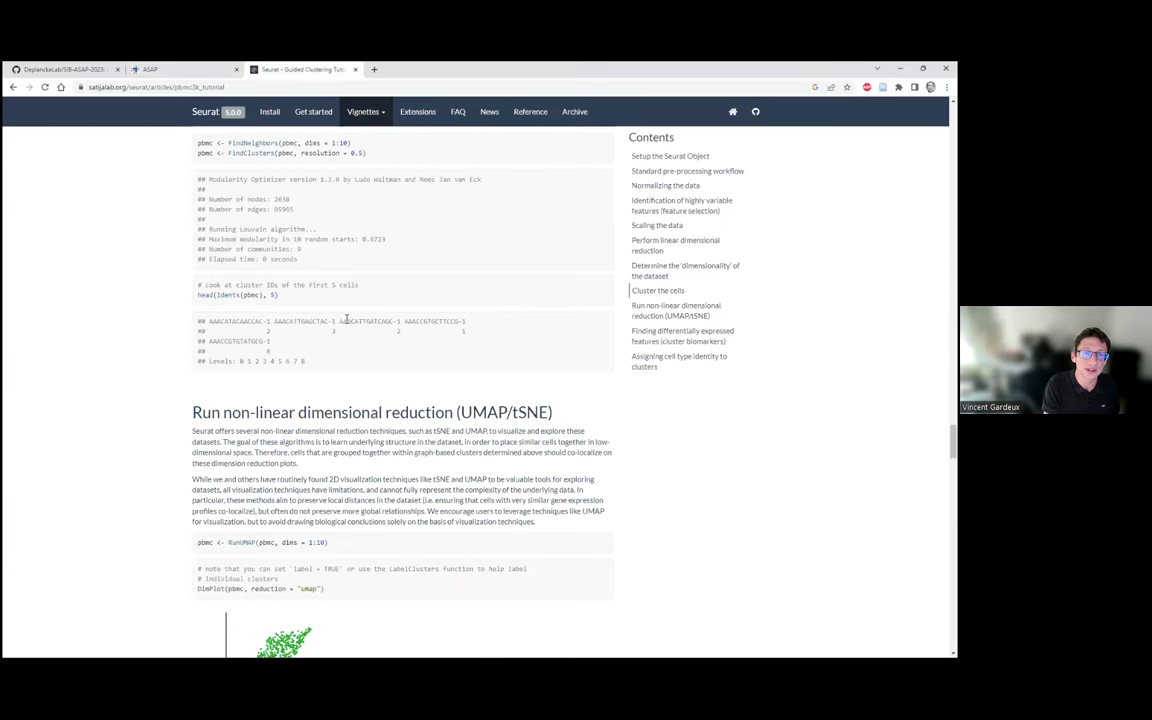 DeplanckeLab/SIB-ASAP-2023:
ASAP
Seurat - Guided Clustering Tuto
satijalab.org/seurat/articles/pbmc3k_tutorial
Seurat 5.0.0 Install Get started Vignettes Extensions FAQ News Reference Archive
pbmc <- FindNeighbors(pbmc, dims = 1:10)
pbmc <- FindClusters(pbmc, resolution = 0.5)
## Modularity Optimizer version 1.3.0 by Ludo Waltman and Nees Jan van Eck
##
## Number of nodes: 2638
## Number of edges: 95965
##
## Running Louvain algorithm...
## Maximum modularity in 10 random starts: 0.8723
## Number of communities: 9
## Elapsed time: 0 seconds
# Look at cluster IDs of the first 5 cells
head(Idents(pbmc), 5)
## AAACATACAACCAC-1 AAACATTGAGCTAC-1 AAACATTGATCAGC-1 AAACCGTGCTTCCG-1
## 2 3 2 1
## AAACCGTGTATGCG-1
## 6
## Levels: 0 1 2 3 4 5 6 7 8
Run non-linear dimensional reduction (UMAP/tSNE)
Seurat offers several non-linear dimensional reduction techniques, such as tSNE and UMAP, to visualize and explore these
datasets. The goal of these algorithms is to learn underlying structure in the dataset, in order to place similar cells together in low-
dimensional space. Therefore, cells that are grouped together within graph-based clusters determined above should co-localize on
these dimension reduction plots.
While we and others have routinely found 2D visualization techniques like tSNE and UMAP to be valuable tools for exploring
datasets, all visualization techniques have limitations, and cannot fully represent the complexity of the underlying data. In
particular, these methods aim to preserve local distances in the dataset (i.e. ensuring that cells with very similar gene expression
profiles co-localize), but often do not preserve more global relationships. We encourage users to leverage techniques like UMAP
for visualization, but to avoid drawing biological conclusions solely on the basis of visualization techniques.
pbmc <- RunUMAP(pbmc, dims = 1:10)
# note that you can set `label = TRUE` or use the LabelClusters function to help label
# individual clusters
DimPlot(pbmc, reduction = "umap")
Contents
Setup the Seurat Object
Standard pre-processing workflow
Normalizing the data
Identification of highly variable
features (feature selection)
Scaling the data
Perform linear dimensional
reduction
Determine the 'dimensionality' of
the dataset
Cluster the cells
Run non-linear dimensional
reduction (UMAP/tSNE)
Finding differentially expressed
features (cluster biomarkers)
Assigning cell type identity to
clusters
Vincent Gardeux